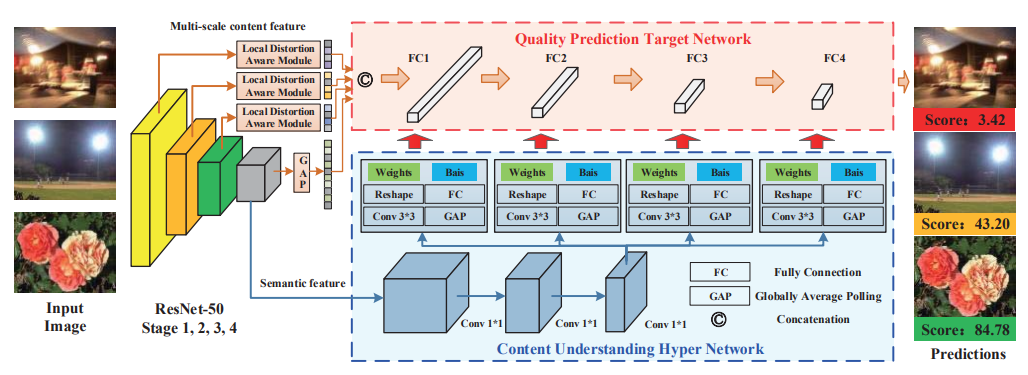 Multi-scale content feature
Local Distortion
Aware Module
Local Distortion
Aware Module
Local Distortion
Aware Module
G
A
P
Input
Image
ResNet-50
Stage 1, 2, 3, 4
Semantic feature
Quality Prediction Target Network
©
FC1
FC2
FC3
FC4
Weights
Bais
Reshape
FC
Conv 3*3
GAP
Weights
Bais
Reshape
FC
Conv 3*3
GAP
Weights
Bais
Reshape
FC
Conv 3*3
GAP
Weights
Bais
Reshape
FC
Conv 3*3
GAP
Conv 1*1
Conv 1*1
Conv 1*1
FC
Fully Connection
GAP
Globally Average Polling
©
Concatenation
Content Understanding Hyper Network
Score: 3.42
Score: 43.20
Score: 84.78
Predictions